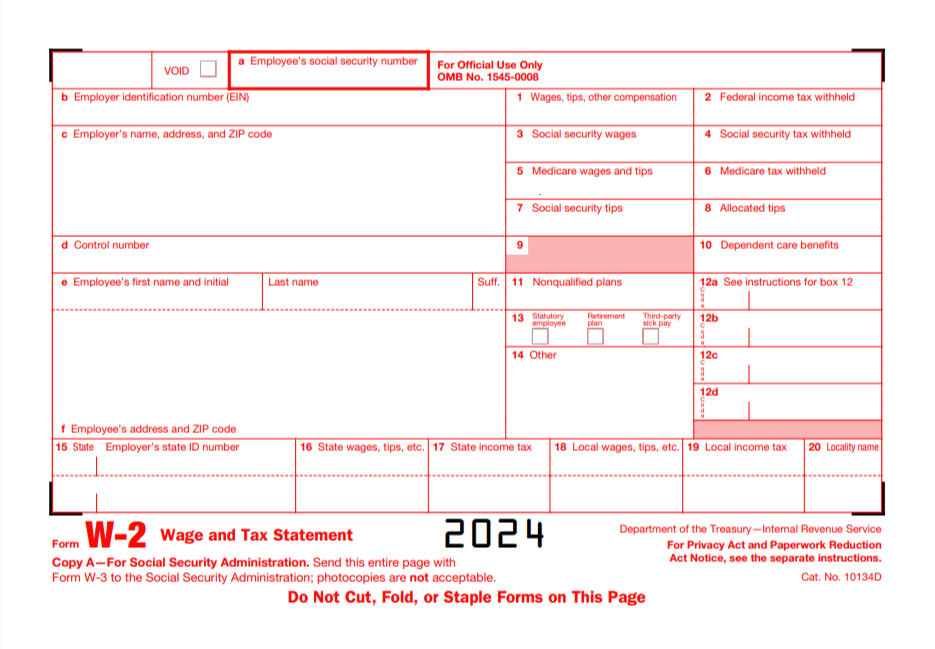 VOID
a Employee's social security number
For Official Use Only
OMB No. 1545-0008
b Employer identification number (EIN)
1 Wages, tips, other compensation
2 Federal income tax withheld
c Employer's name, address, and ZIP code
3 Social security wages
4 Social security tax withheld
5 Medicare wages and tips
6 Medicare tax withheld
7 Social security tips
8 Allocated tips
d Control number
9
10 Dependent care benefits
e Employee's first name and initial
Last name
Suff.
11 Nonqualified plans
12a See instructions for box 12
Code
13
Statutory
employee
Retirement
plan
Third-party
sick pay
12b
Code
14 Other
12c
Code
12d
Code
f Employee's address and ZIP code
15 State
Employer's state ID number
16 State wages, tips, etc.
17 State income tax
18 Local wages, tips, etc.
19 Local income tax
20 Locality name
Form W-2 Wage and Tax Statement
2024
Department of the Treasury—Internal Revenue Service
For Privacy Act and Paperwork Reduction
Act Notice, see the separate instructions.
Copy A—For Social Security Administration. Send this entire page with
Form W-3 to the Social Security Administration; photocopies are not acceptable.
Cat. No. 10134D
Do Not Cut, Fold, or Staple Forms on This Page